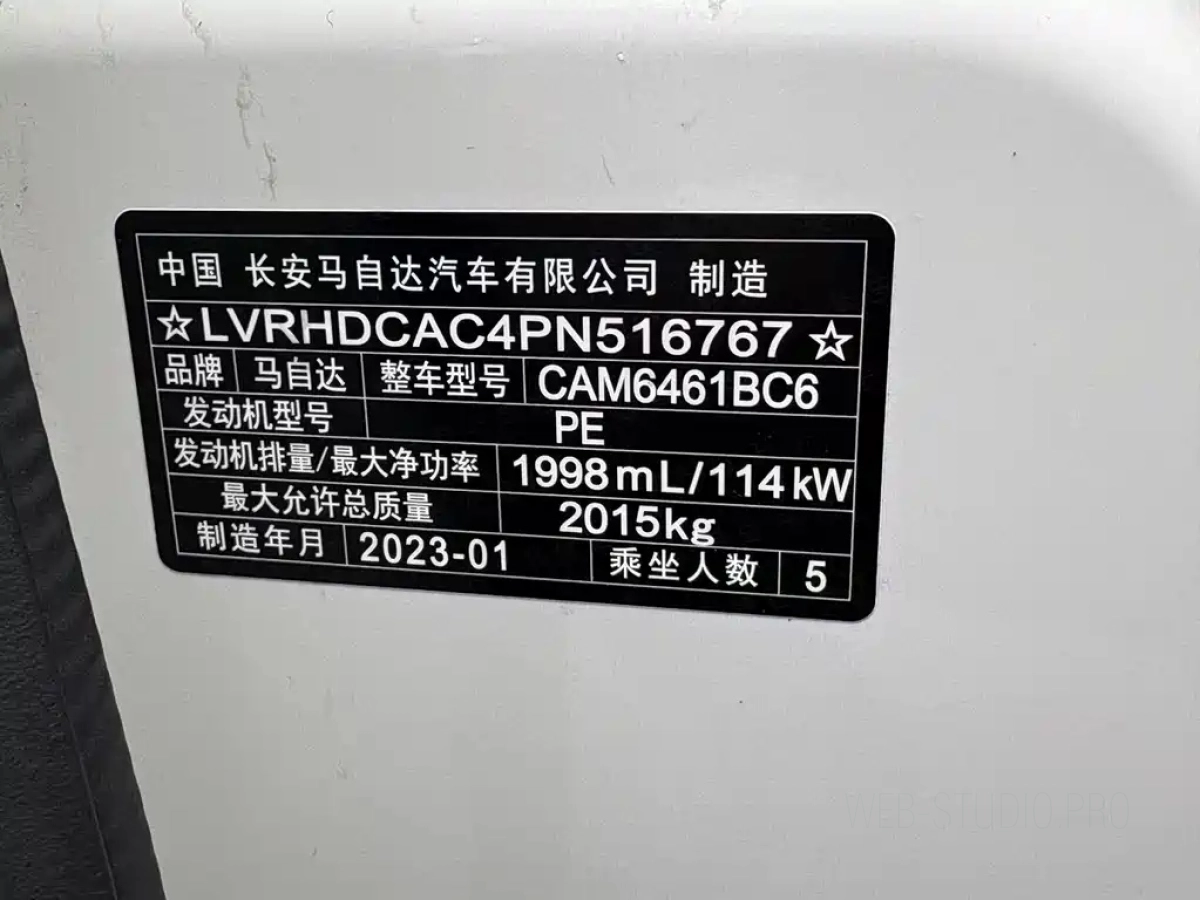 中国 长安马自达汽车有限公司 制造
☆LVRHDCAC4PN516767☆
品牌 马自达 整车型号 CAM6461BC6
发动机型号 PE
发动机排量/最大净功率 1998mL/114kW
最大允许总质量 2015kg
制造年月 2023-01 乘坐人数 5
WEB-STUDIO.PRO